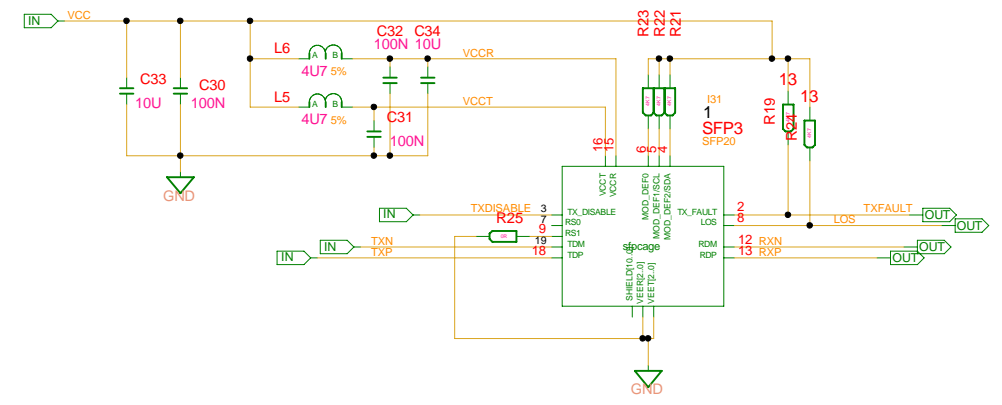 IN
VCC
L6
A B
4U7 5%
C32
100N
C34
10U
VCCR
R23
R22
R21
C33
10U
C30
100N
L5
A B
4U7 5%
VCCT
C31
100N
4K7
4K7
4K7
I31
1
SFP3
SFP20
13
R19
13
R24
GND
16
15
6
5
4
VCCT
VCCR
MOD_DEF0
MOD_DEF1/SCL
MOD_DEF2/SDA
IN
TXDISABLE
3
TX_DISABLE
7
RS0
R25
0R
9
RS1
IN
TXN
19
TDM
IN
TXP
18
TDP
sfpcage
TX_FAULT
2
TXFAULT
OUT
LOS
8
LOS
OUT
RDM
12
RXN
OUT
RDP
13
RXP
OUT
VEER[2..0]
VEET[2..0]
GND